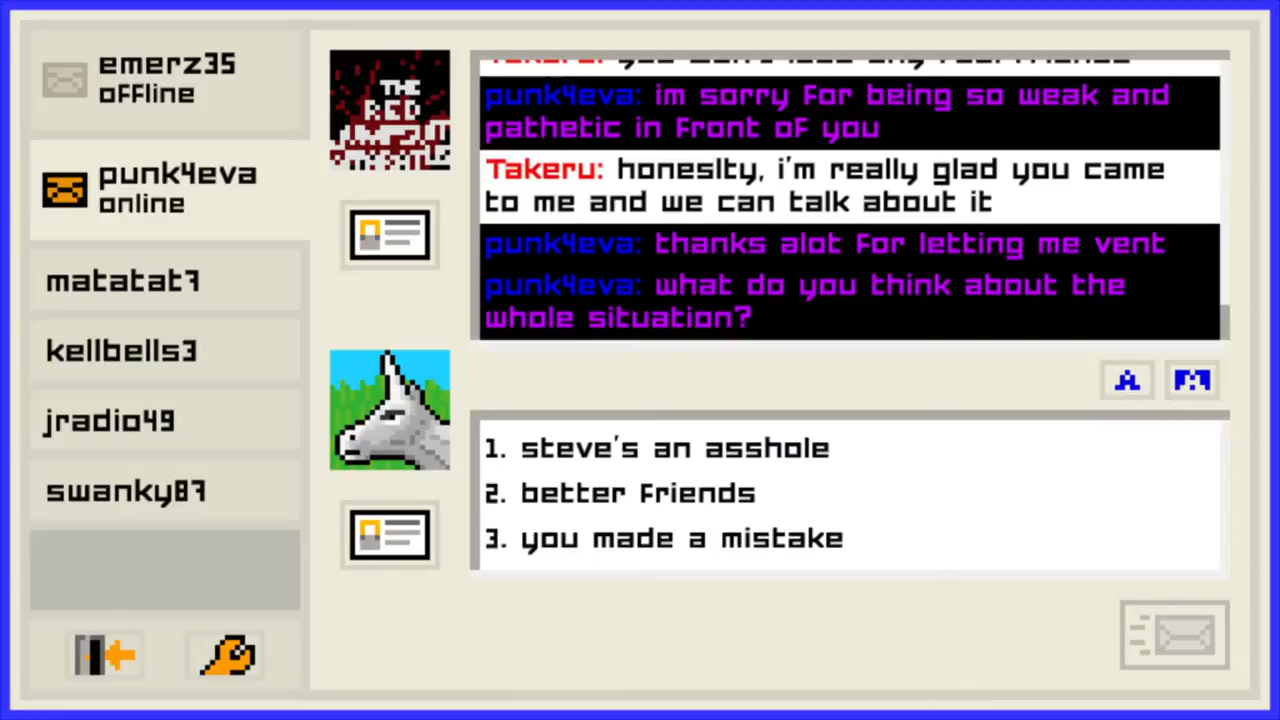 emerz35
offline
punk4eva
online
matatat7
kellbells3
jradio49
swanky87
THE
RED
punk4eva: im sorry for being so weak and
pathetic in front of you
Takeru: honeslty, i'm really glad you came
to me and we can talk about it
punk4eva: thanks alot for letting me vent
punk4eva: what do you think about the
whole situation?
A
1. steve's an asshole
2. better friends
3. you made a mistake